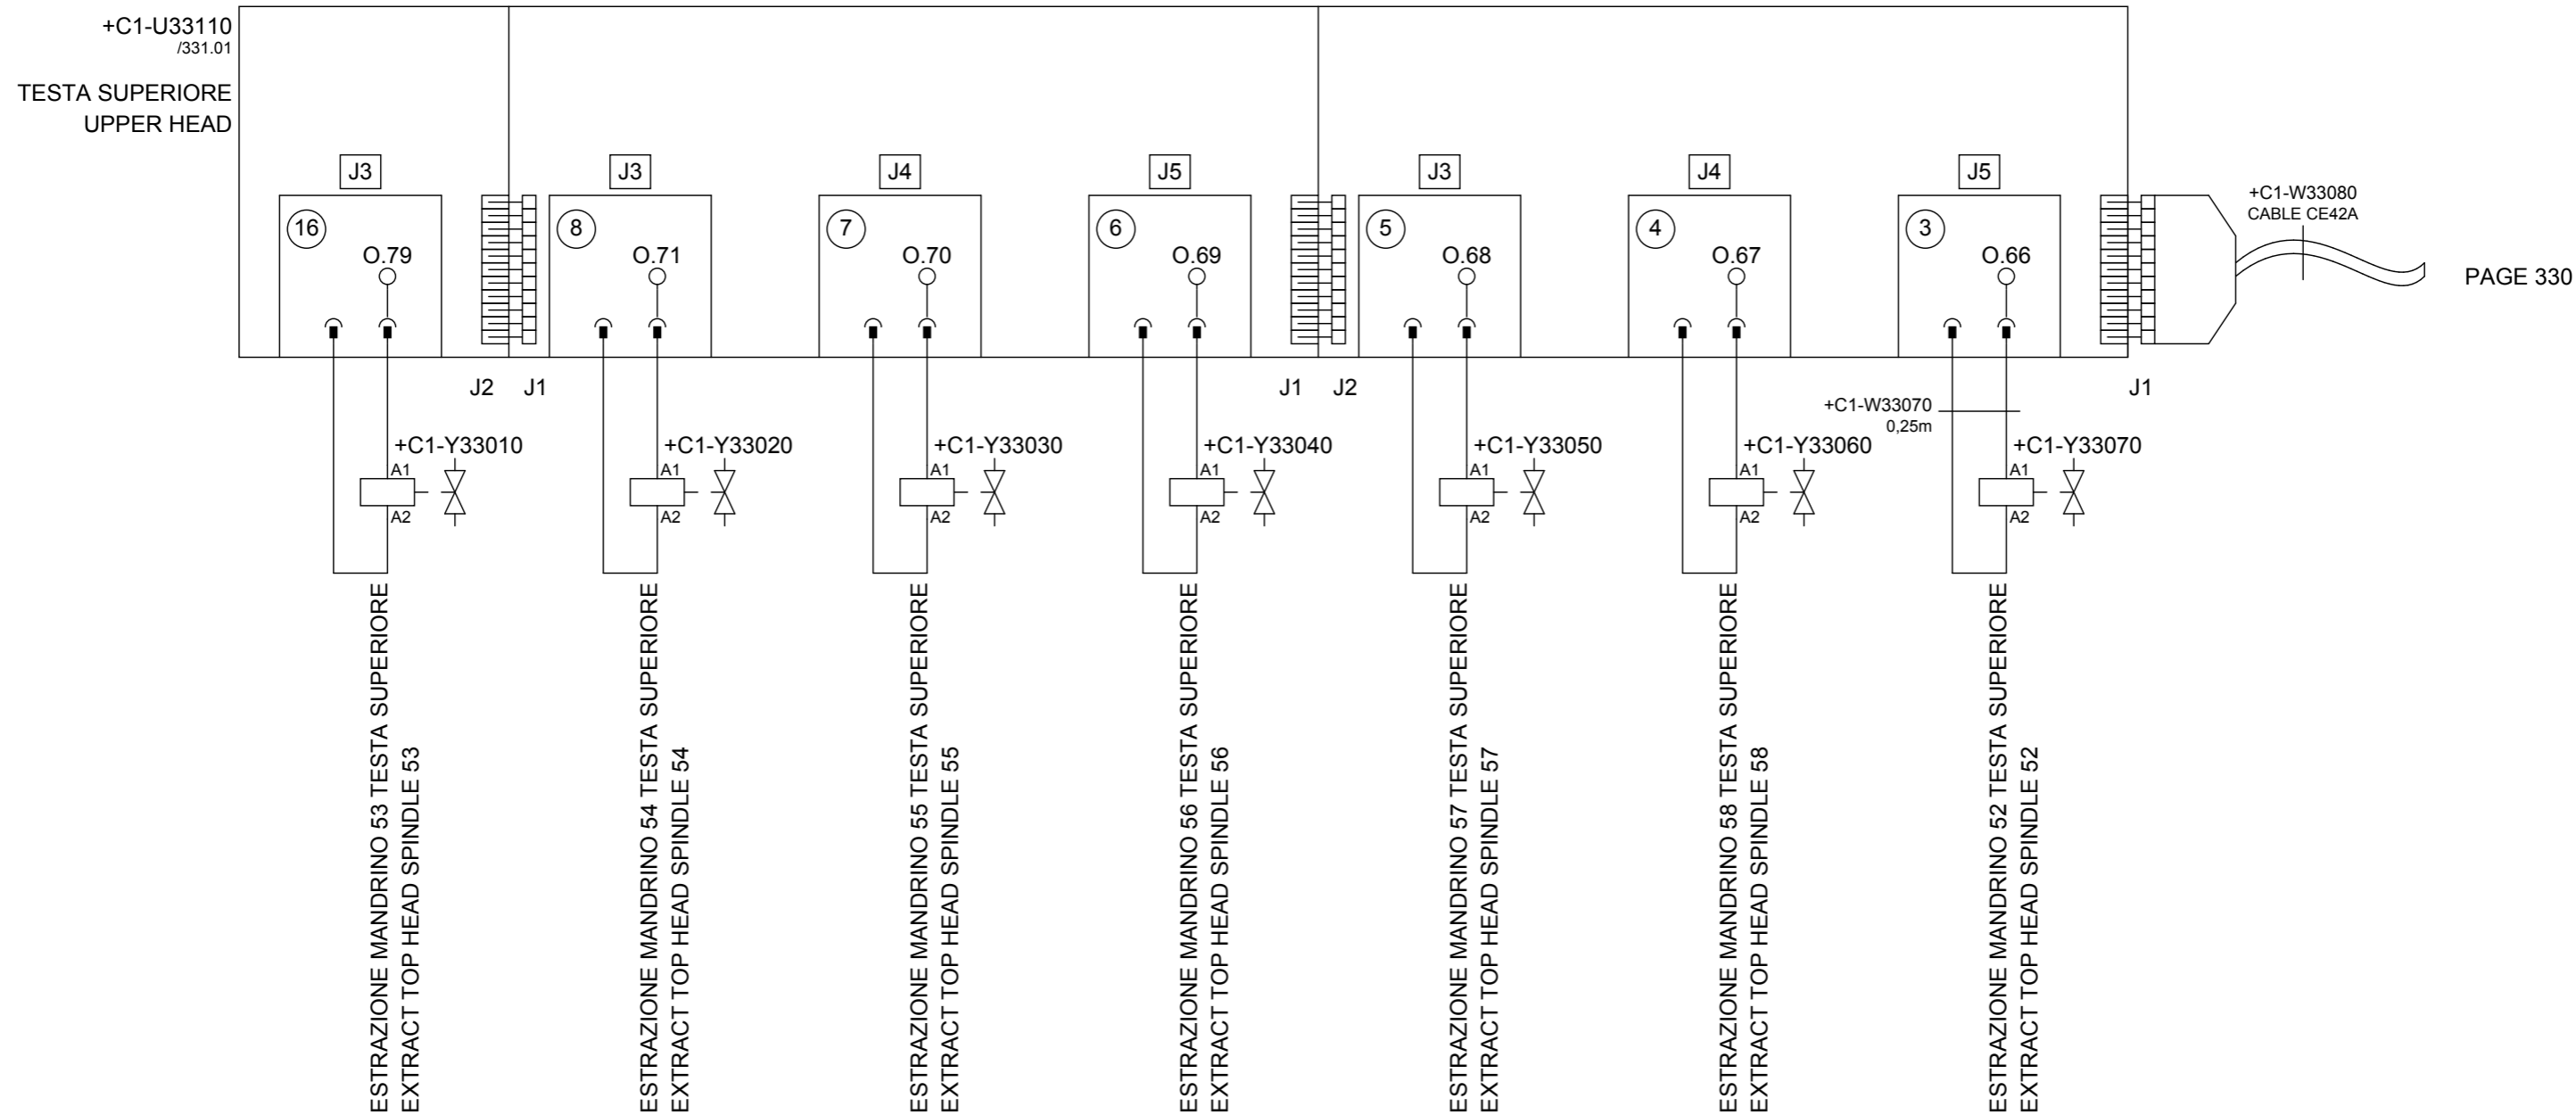 +C1-U33110
/331.01
TESTA SUPERIORE
UPPER HEAD
J3
J3
J4
J5
J3
J4
J5
16
8
7
6
5
4
3
O.79
O.71
O.70
O.69
O.68
O.67
O.66
+C1-W33080
CABLE CE42A
PAGE 330
J2
J1
J1
J2
J1
+C1-W33070
0,25m
+C1-Y33010
+C1-Y33020
+C1-Y33030
+C1-Y33040
+C1-Y33050
+C1-Y33060
+C1-Y33070
A1
A1
A1
A1
A1
A1
A1
A2
A2
A2
A2
A2
A2
A2
ESTRAZIONE MANDRINO 53 TESTA SUPERIORE
EXTRACT TOP HEAD SPINDLE 53
ESTRAZIONE MANDRINO 54 TESTA SUPERIORE
EXTRACT TOP HEAD SPINDLE 54
ESTRAZIONE MANDRINO 55 TESTA SUPERIORE
EXTRACT TOP HEAD SPINDLE 55
ESTRAZIONE MANDRINO 56 TESTA SUPERIORE
EXTRACT TOP HEAD SPINDLE 56
ESTRAZIONE MANDRINO 57 TESTA SUPERIORE
EXTRACT TOP HEAD SPINDLE 57
ESTRAZIONE MANDRINO 58 TESTA SUPERIORE
EXTRACT TOP HEAD SPINDLE 58
ESTRAZIONE MANDRINO 52 TESTA SUPERIORE
EXTRACT TOP HEAD SPINDLE 52